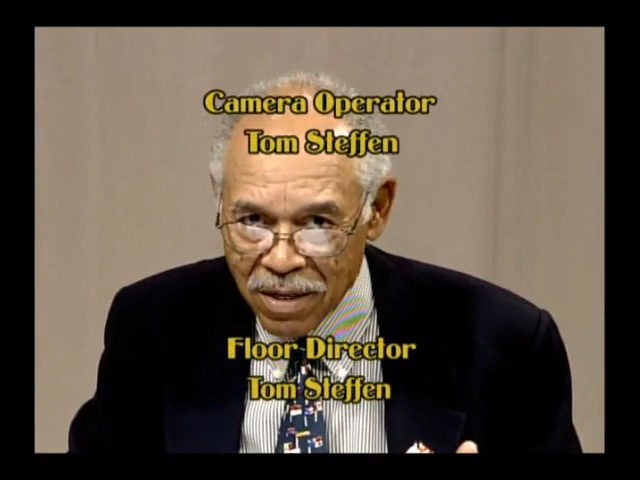 Camera Operator
Tom Steffen
Floor Director
Tom Steffen